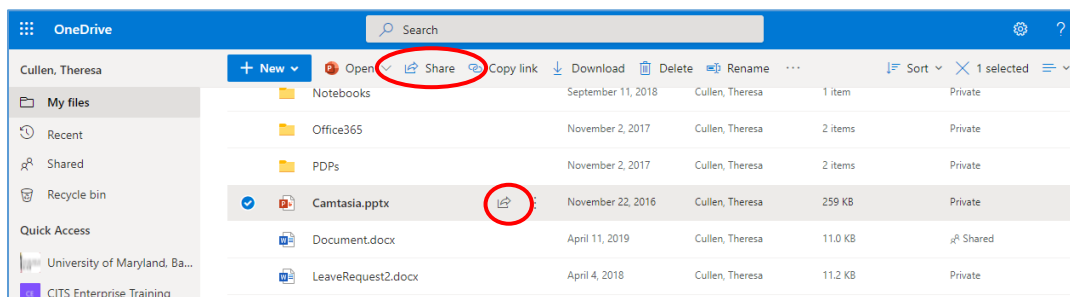 OneDrive
Search
?
Cullen, Theresa
My files
Recent
Shared
Recycle bin
Quick Access
University of Maryland, Ba...
CITS Enterprise Training
+ New Open Share Copy link Download Delete Rename ··· Sort 1 selected
Notebooks September 11, 2018 Cullen, Theresa 1 item Private
Office365 November 2, 2017 Cullen, Theresa 2 items Private
PDPs November 2, 2017 Cullen, Theresa 2 items Private
Camtasia.pptx November 22, 2016 Cullen, Theresa 259 KB Private
Document.docx April 11, 2019 Cullen, Theresa 11.0 KB Shared
LeaveRequest2.docx April 4, 2018 Cullen, Theresa 11.2 KB Private